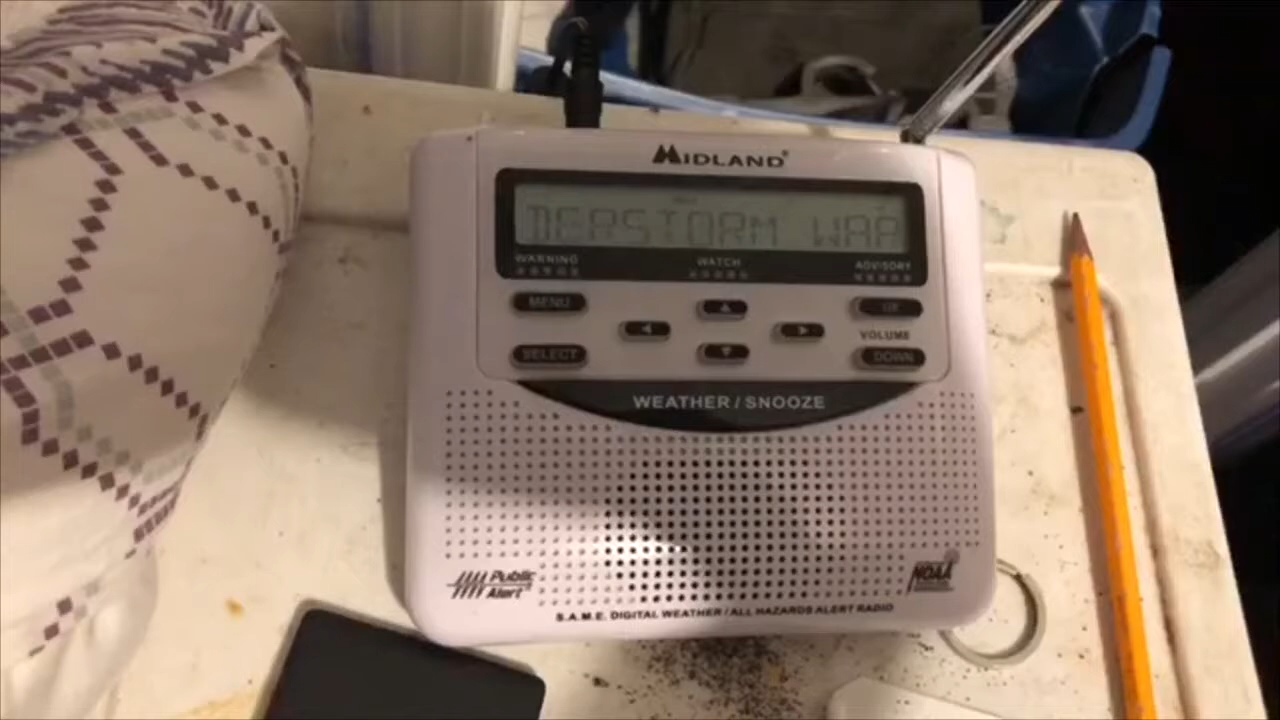 MIDLAND
DERSTORM WAR
WARNING WATCH ADVISORY
MENU UP
VOLUME
SELECT DOWN
WEATHER / SNOOZE
Public Alert
NOAA
S.A.M.E. DIGITAL WEATHER / ALL HAZARDS ALERT RADIO